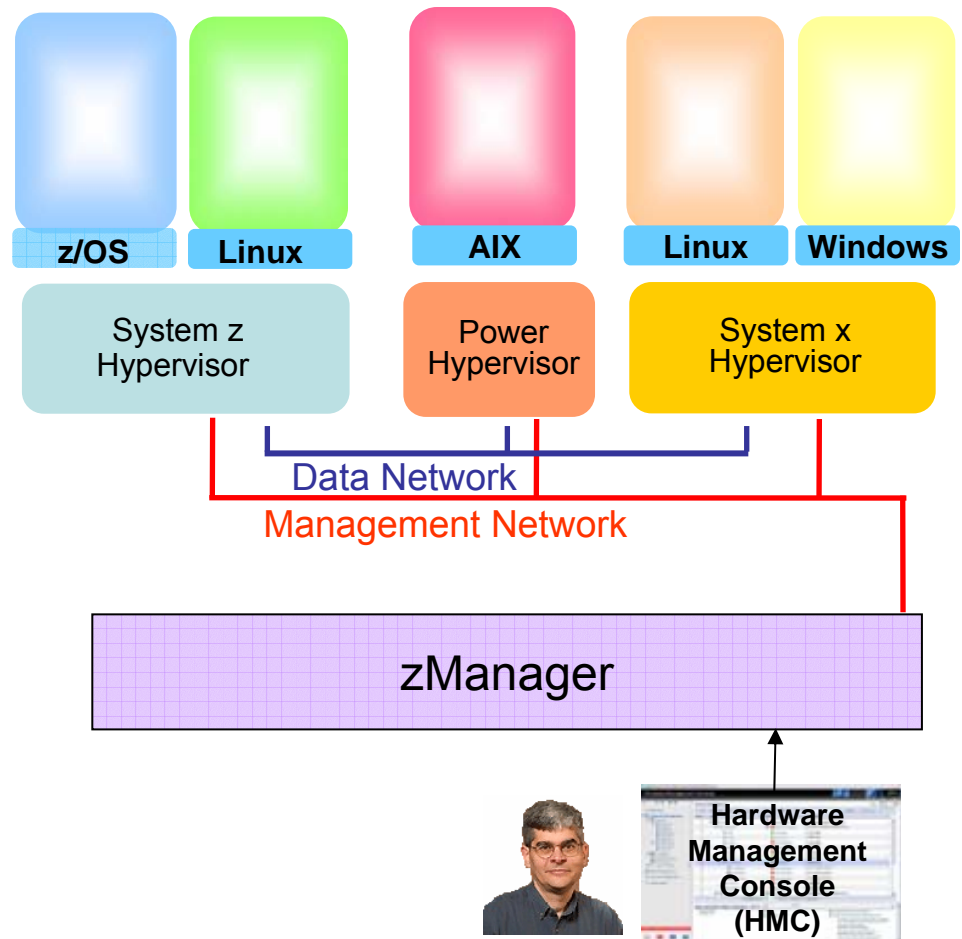 z/OS
Linux
AIX
Linux
Windows
System z
Hypervisor
Power
Hypervisor
System x
Hypervisor
Data Network
Management Network
zManager
Hardware
Management
Console
(HMC)